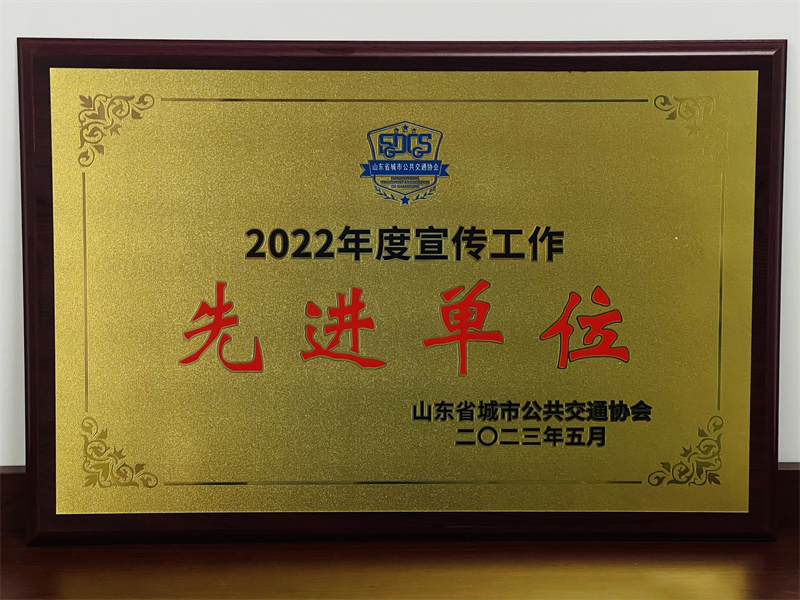 山东省城市公共交通协会
2022年度宣传工作
先进单位
山东省城市公共交通协会
二〇二三年五月